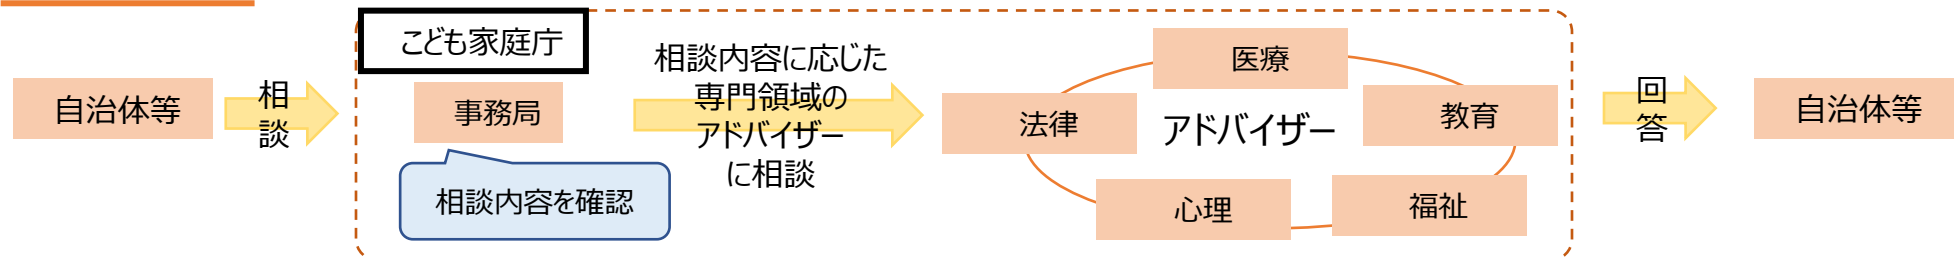 自治体等
相
談
こども家庭庁
事務局
相談内容を確認
相談内容に応じた
専門領域の
アドバイザー
に相談
医療
法律
アドバイザー
教育
心理
福祉
回
答
自治体等